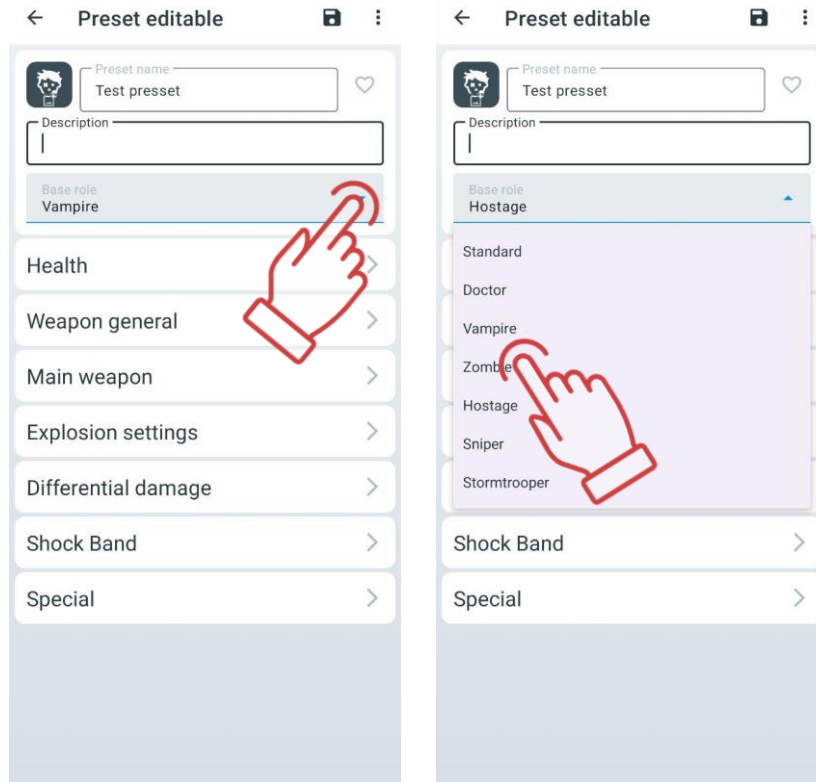 Preset editable
Preset name
Test presset
Description
Base role
Vampire
Health
Weapon general
Main weapon
Explosion settings
Differential damage
Shock Band
Special
Preset editable
Preset name
Test presset
Description
Base role
Hostage
Standard
Doctor
Vampire
Zombie
Hostage
Sniper
Stormtrooper
Shock Band
Special